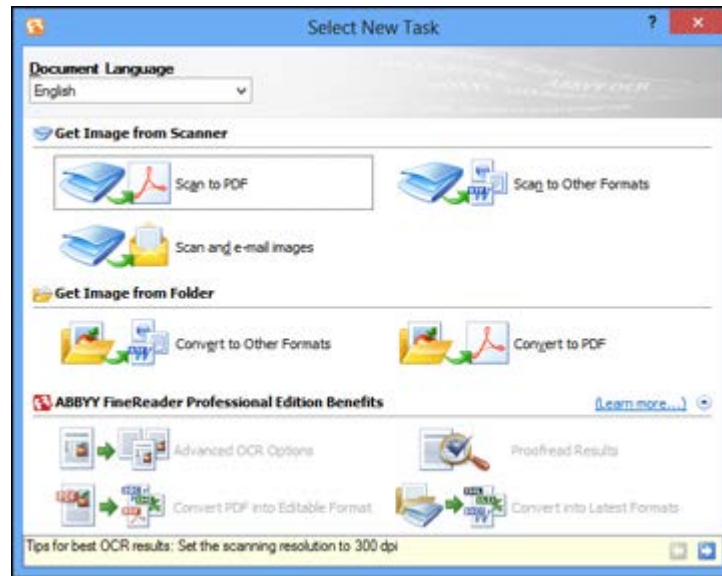 Select New Task
?
Document Language
English
ABBYY OCR
Get Image from Scanner
Scan to PDF
Scan to Other Formats
Scan and e-mail images
Get Image from Folder
Convert to Other Formats
Convert to PDF
ABBYY FineReader Professional Edition Benefits
(Learn more...)
Advanced OCR Options
Proofread Results
Convert PDF into Editable Format
Convert into Latest Formats
Tips for best OCR results: Set the scanning resolution to 300 dpi